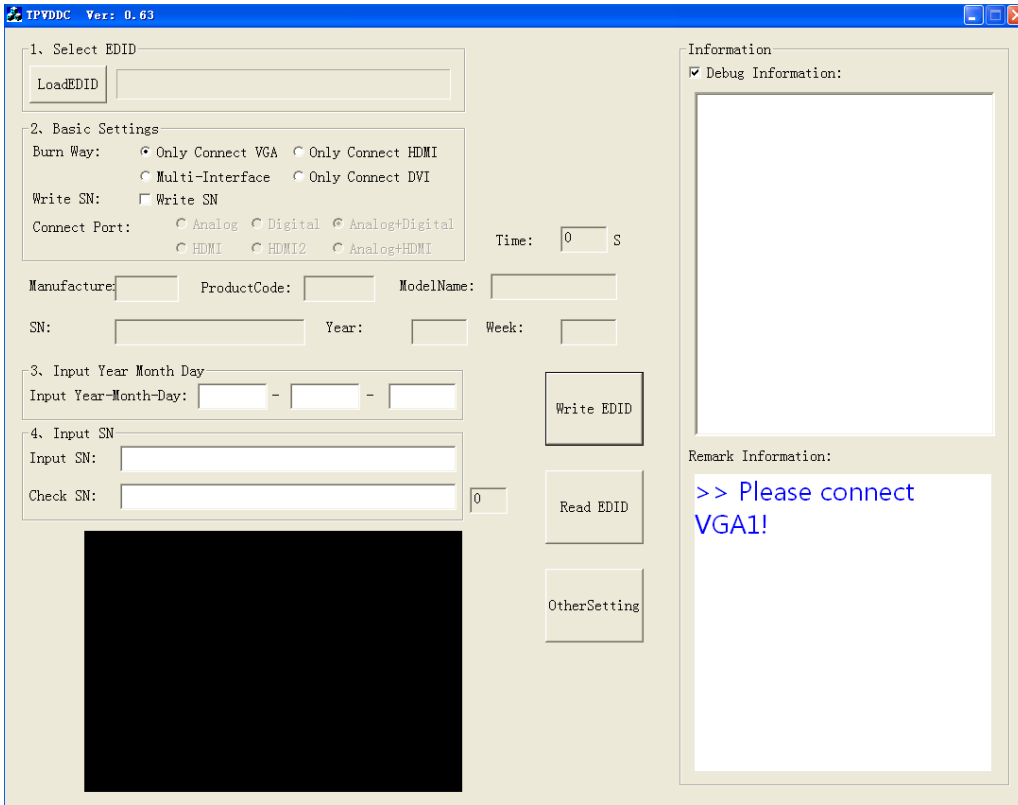 TPVDDC Ver: 0.63
1、Select EDID
LoadEDID
2、Basic Settings
Burn Way: Only Connect VGA Only Connect HDMI
Multi-Interface Only Connect DVI
Write SN: Write SN
Connect Port: Analog Digital Analog+Digital
HDMI HDMI2 Analog+HDMI
Time: 0 S
Manufacture: ProductCode: ModelName:
SN: Year: Week:
3、Input Year Month Day
Input Year-Month-Day: - -
4、Input SN
Input SN:
Check SN: 0
Write EDID
Read EDID
OtherSetting
Information
Debug Information:
Remark Information:
>> Please connect
VGA1!